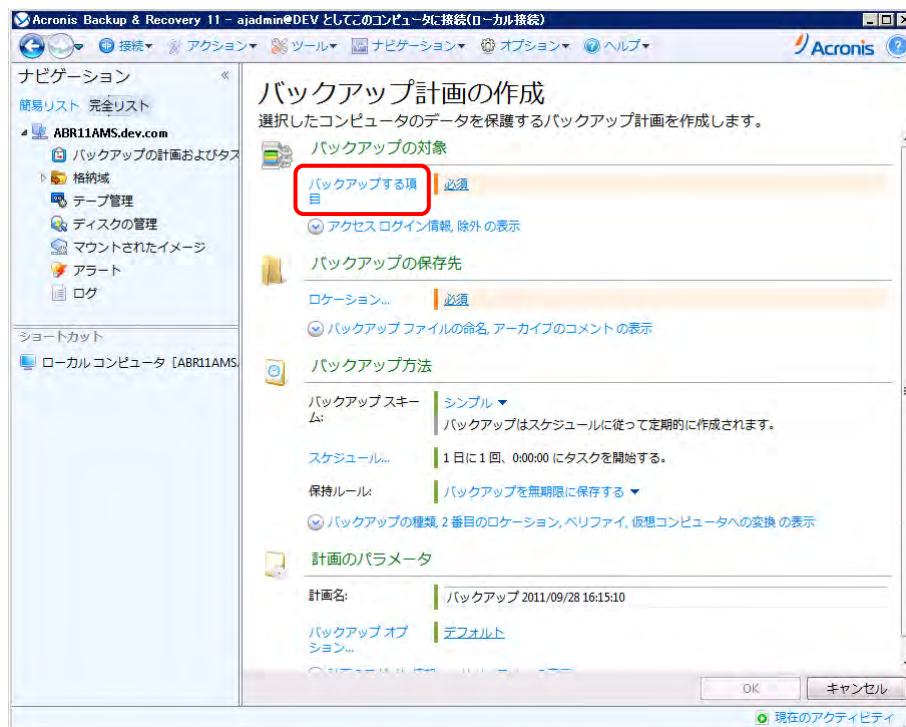 Acronis Backup & Recovery 11 - ajadmin@DEV としてこのコンピュータに接続(ローカル接続)
接続 アクション ツール ナビゲーション オプション ヘルプ Acronis
ナビゲーション
簡易リスト 完全リスト
ABR11AMS.dev.com
バックアップの計画およびタス
格納域
テープ管理
ディスクの管理
マウントされたイメージ
アラート
ログ
ショートカット
ローカル コンピュータ [ABR11AMS.
バックアップ計画の作成
選択したコンピュータのデータを保護するバックアップ計画を作成します。
バックアップの対象
バックアップする項 必須
目
アクセス ログイン情報, 除外 の表示
バックアップの保存先
ロケーション... 必須
バックアップ ファイルの命名, アーカイブのコメント の表示
バックアップ方法
バックアップ スキー シンプル
ム: バックアップはスケジュールに従って定期的に作成されます。
スケジュール... 1 日に 1 回、0:00:00 にタスクを開始する。
保持ルール: バックアップを無期限に保存する
バックアップの種類, 2 番目のロケーション, ベリファイ, 仮想コンピュータへの変換 の表示
計画のパラメータ
計画名: バックアップ 2011/09/28 16:15:10
バックアップ オプ デフォルト
ション...
OK キャンセル
現在のアクティビティ